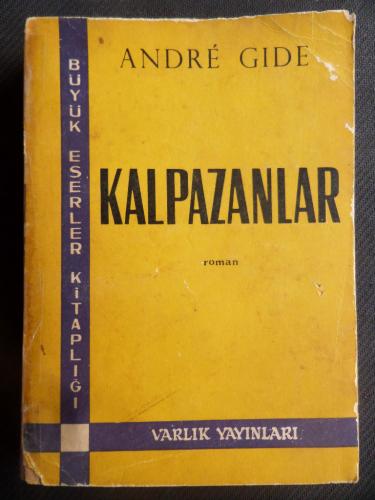 ANDRÉ GIDE
KALPAZANLAR
roman
BÜYÜK ESERLER KİTAPLIĞI
VARLIK YAYINLARI